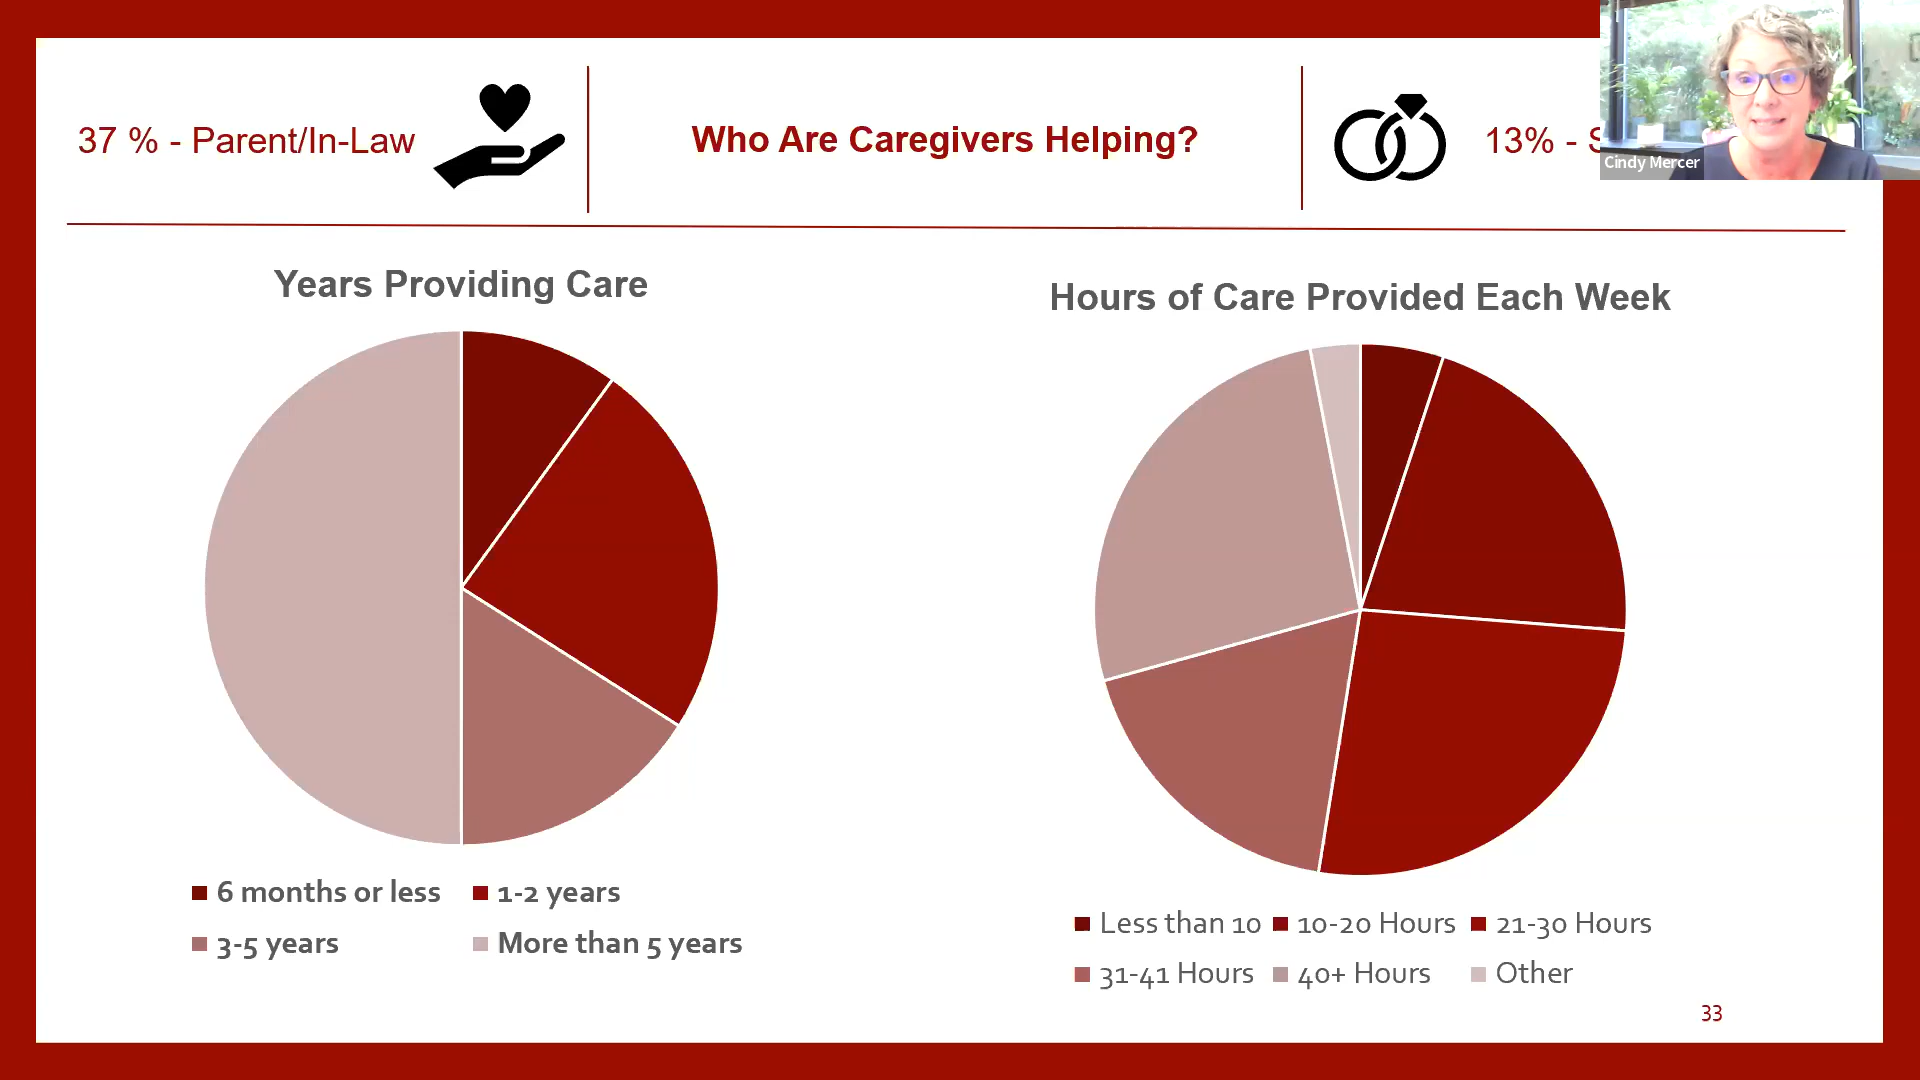 37 % - Parent/In-Law
Who Are Caregivers Helping?
13% -
Cindy Mercer
Years Providing Care
Hours of Care Provided Each Week
6 months or less
1-2 years
3-5 years
More than 5 years
Less than 10
10-20 Hours
21-30 Hours
31-41 Hours
40+ Hours
Other
33